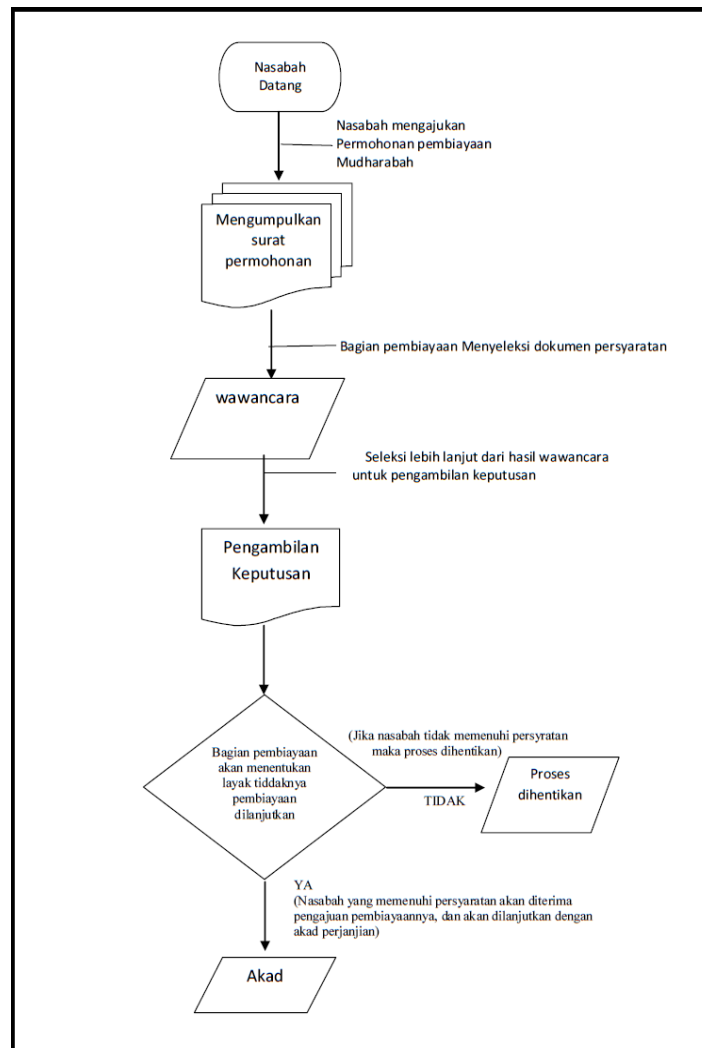 Nasabah
Datang
Nasabah mengajukan
Permohonan pembiayaan
Mudharabah
Mengumpulkan
surat
permohonan
Bagian pembiayaan Menyeleksi dokumen persyaratan
wawancara
Seleksi lebih lanjut dari hasil wawancara
untuk pengambilan keputusan
Pengambilan
Keputusan
Bagian pembiayaan
akan menentukan
layak tiddaknya
pembiayaan
dilanjutkan
(Jika nasabah tidak memenuhi persyratan
maka proses dihentikan)
TIDAK
Proses
dihentikan
YA
(Nasabah yang memenuhi persyaratan akan diterima
pengajuan pembiayaannya, dan akan dilanjutkan dengan
akad perjanjian)
Akad